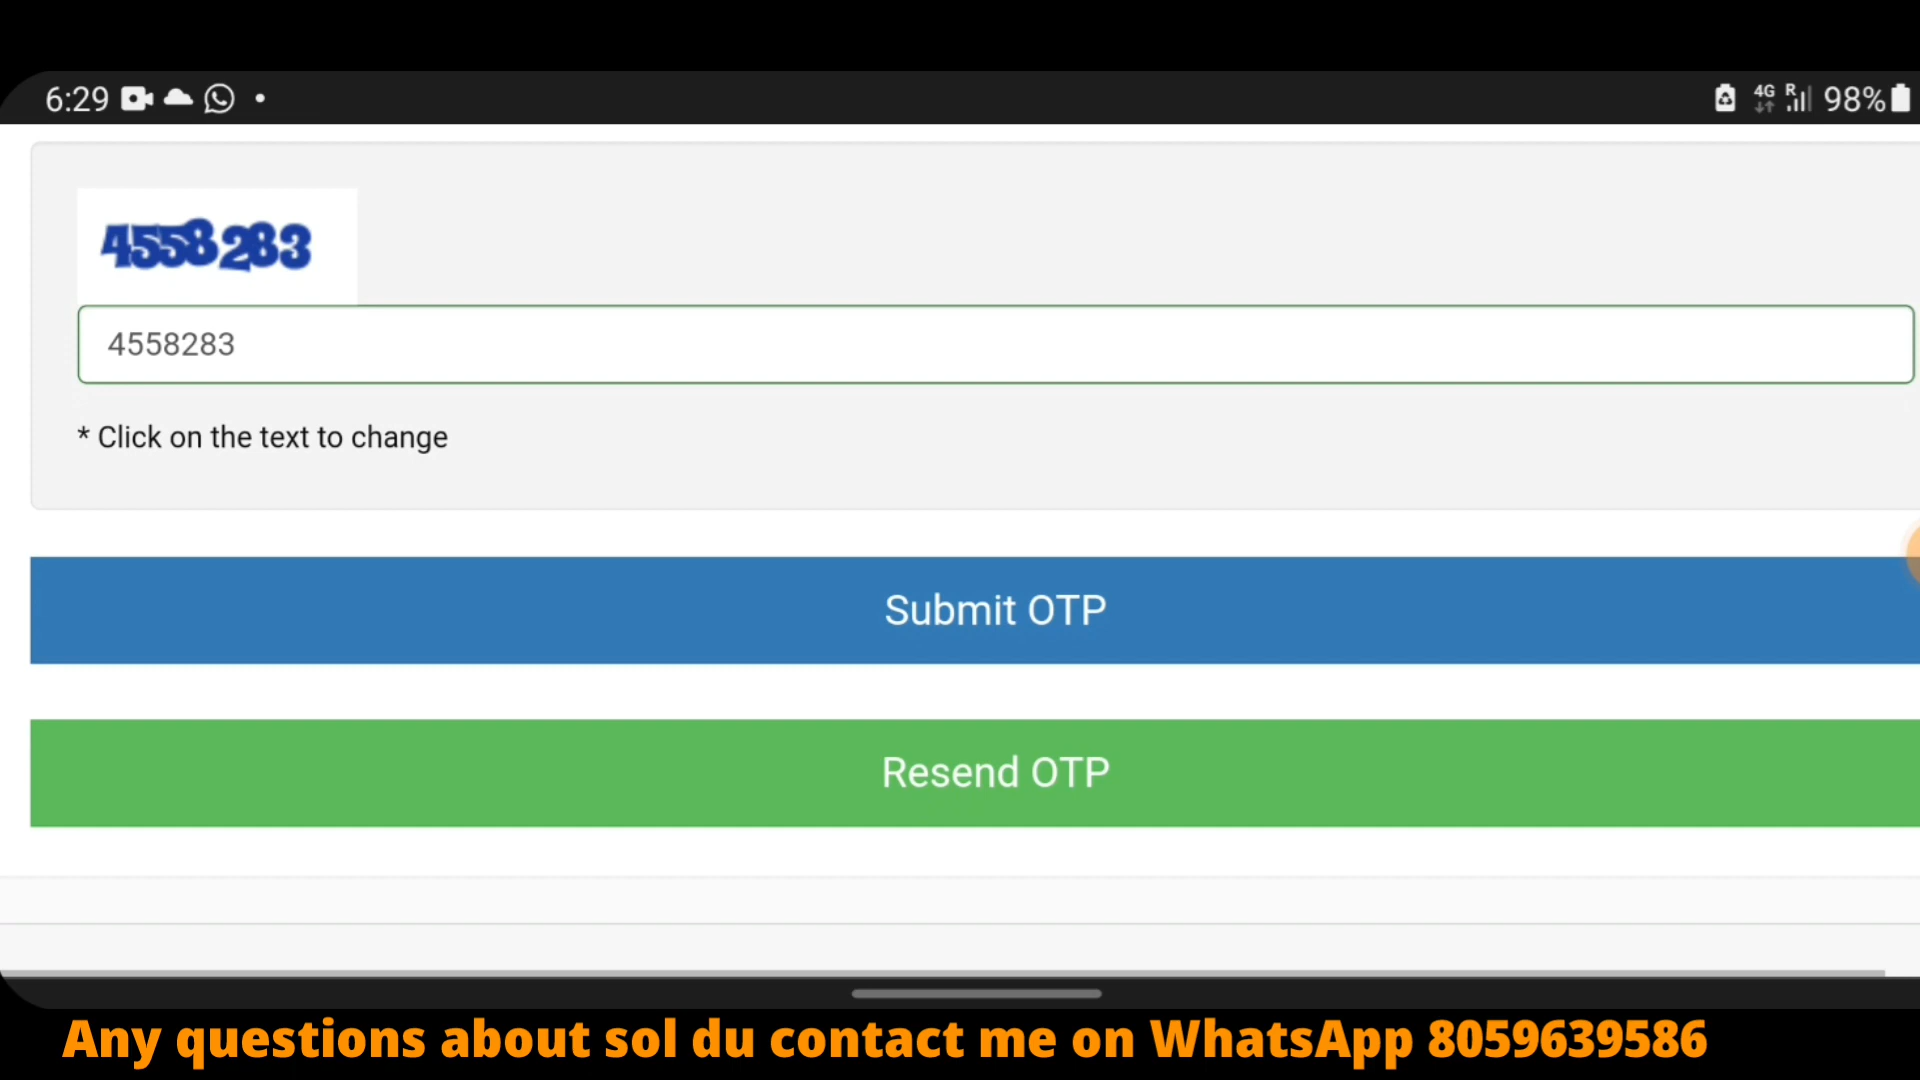 6:29 4G R 98%
4558283
4558283
* Click on the text to change
Submit OTP
Resend OTP
Any questions about sol du contact me on WhatsApp 8059639586